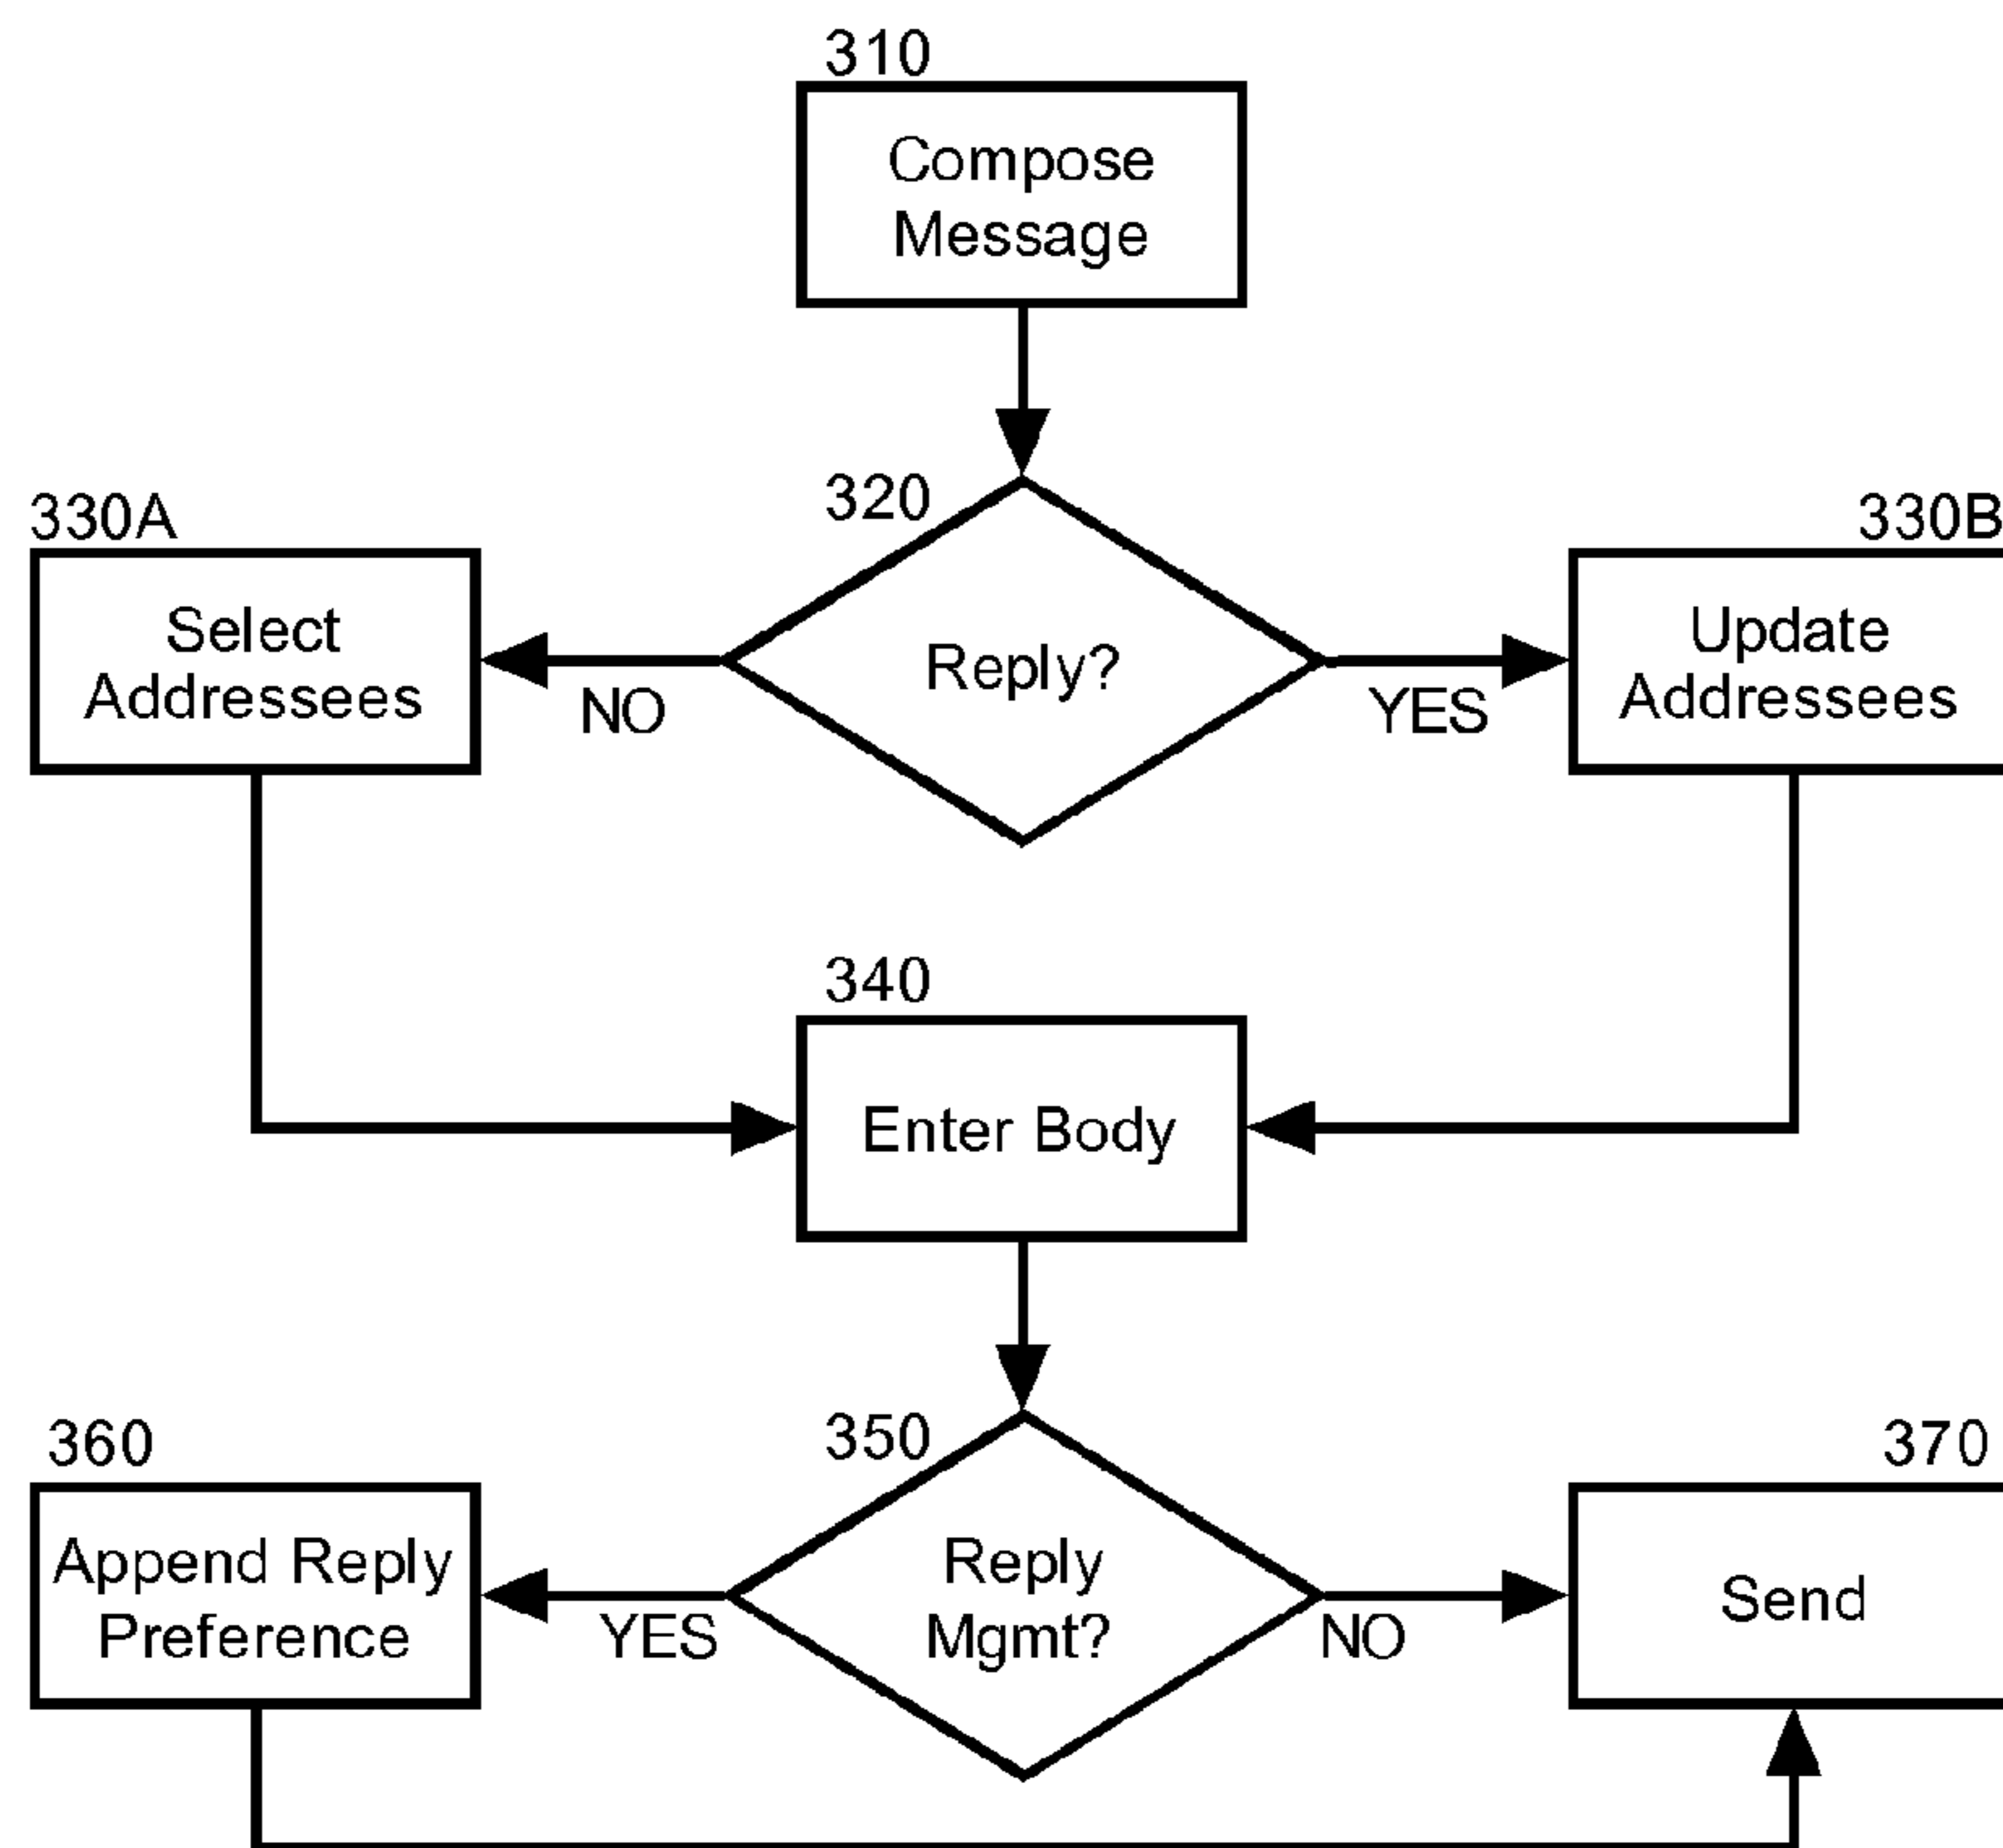 310
Compose
Message
320
330A
330B
Select
Addressees
NO
Reply?
YES
Update
Addressees
340
Enter Body
350
360
370
Append Reply
Preference
YES
Reply
Mgmt?
NO
Send